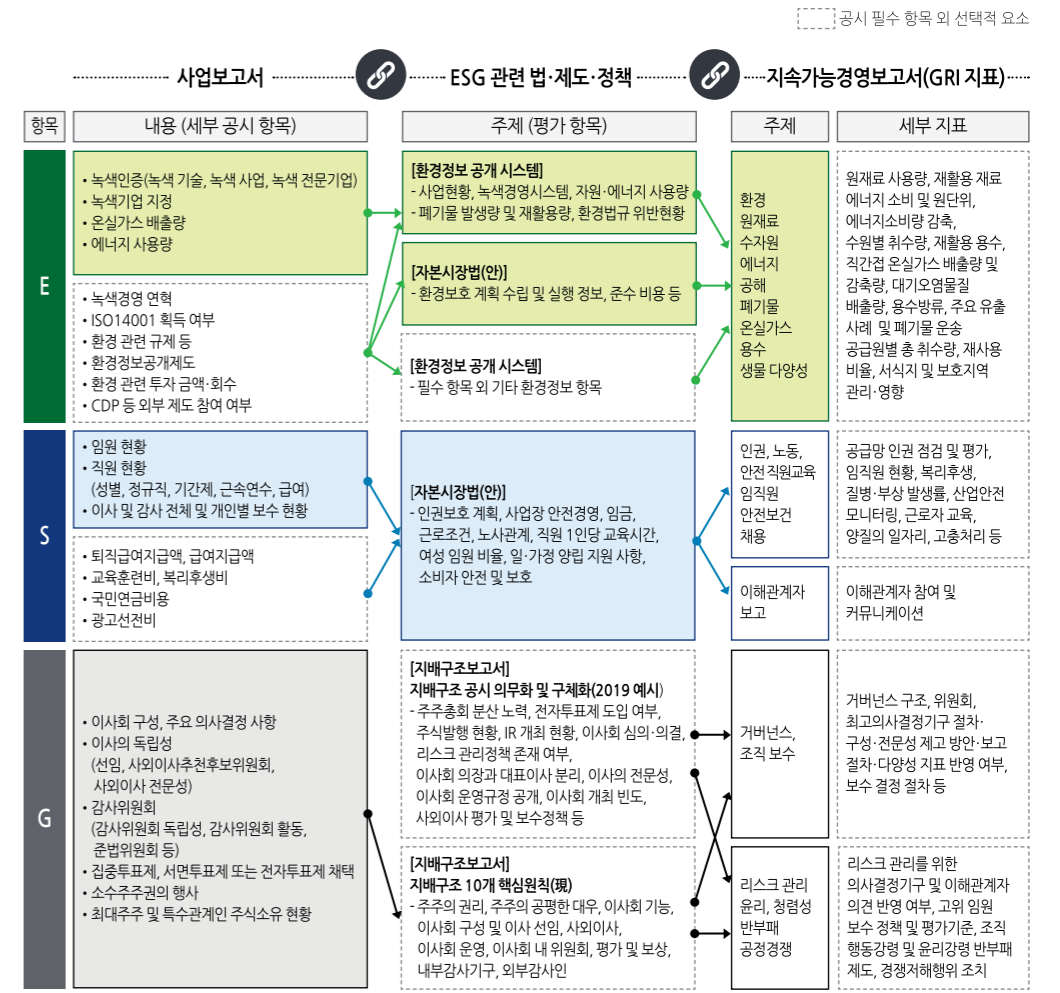 공시 필수 항목 외 선택적 요소
사업보고서
ESG 관련 법·제도·정책
지속가능경영보고서(GRI 지표)
항목
내용 (세부 공시 항목)
주제 (평가 항목)
주제
세부 지표
E
• 녹색인증(녹색 기술, 녹색 사업, 녹색 전문기업)
• 녹색기업 지정
• 온실가스 배출량
• 에너지 사용량
• 녹색경영 연혁
• ISO14001 획득 여부
• 환경 관련 규제 등
• 환경정보공개제도
• 환경 관련 투자 금액·회수
• CDP 등 외부 제도 참여 여부
[환경정보 공개 시스템]
- 사업현황, 녹색경영시스템, 자원·에너지 사용량
- 폐기물 발생량 및 재활용량, 환경법규 위반현황
[자본시장법(안)]
- 환경보호 계획 수립 및 실행 정보, 준수 비용 등
[환경정보 공개 시스템]
- 필수 항목 외 기타 환경정보 항목
환경
원재료
수자원
에너지
공해
폐기물
온실가스
용수
생물 다양성
원재료 사용량, 재활용 재료
에너지 소비 및 원단위,
에너지소비량 감축,
수원별 취수량, 재활용 용수,
직간접 온실가스 배출량 및
감축량, 대기오염물질
배출량, 용수방류, 주요 유출
사례 및 폐기물 운송
공급원별 총 취수량, 재사용
비율, 서식지 및 보호지역
관리·영향
S
• 임원 현황
• 직원 현황
(성별, 정규직, 기간제, 근속연수, 급여)
• 이사 및 감사 전체 및 개인별 보수 현황
• 퇴직급여지급액, 급여지급액
• 교육훈련비, 복리후생비
• 국민연금비용
• 광고선전비
[자본시장법(안)]
- 인권보호 계획, 사업장 안전경영, 임금,
근로조건, 노사관계, 직원 1인당 교육시간,
여성 임원 비율, 일·가정 양립 지원 사항,
소비자 안전 및 보호
인권, 노동,
안전직원교육
임직원
안전보건
채용
공급망 인권 점검 및 평가,
임직원 현황, 복리후생,
질병·부상 발생률, 산업안전
모니터링, 근로자 교육,
양질의 일자리, 고충처리 등
이해관계자
보고
이해관계자 참여 및
커뮤니케이션
G
• 이사회 구성, 주요 의사결정 사항
• 이사의 독립성
(선임, 사외이사추천후보위원회,
사외이사 전문성)
• 감사위원회
(감사위원회 독립성, 감사위원회 활동,
준법위원회 등)
• 집중투표제, 서면투표제 또는 전자투표제 채택
• 소수주주권의 행사
• 최대주주 및 특수관계인 주식소유 현황
[지배구조보고서]
지배구조 공시 의무화 및 구체화(2019 예시)
- 주주총회 분산 노력, 전자투표제 도입 여부,
주식발행 현황, IR 개최 현황, 이사회 심의·의결,
리스크 관리정책 존재 여부,
이사회 의장과 대표이사 분리, 이사의 전문성,
이사회 운영규정 공개, 이사회 개최 빈도,
사외이사 평가 및 보수정책 등
[지배구조보고서]
지배구조 10개 핵심원칙(現)
- 주주의 권리, 주주의 공평한 대우, 이사회 기능,
이사회 구성 및 이사 선임, 사외이사,
이사회 운영, 이사회 내 위원회, 평가 및 보상,
내부감사기구, 외부감사인
거버넌스,
조직 보수
거버넌스 구조, 위원회,
최고의사결정기구 절차·
구성·전문성 제고 방안·보고
절차·다양성 지표 반영 여부,
보수 결정 절차 등
리스크 관리
윤리, 청렴성
반부패
공정경쟁
리스크 관리를 위한
의사결정기구 및 이해관계자
의견 반영 여부, 고위 임원
보수 정책 및 평가기준, 조직
행동강령 및 윤리강령 반부패
제도, 경쟁저해행위 조치